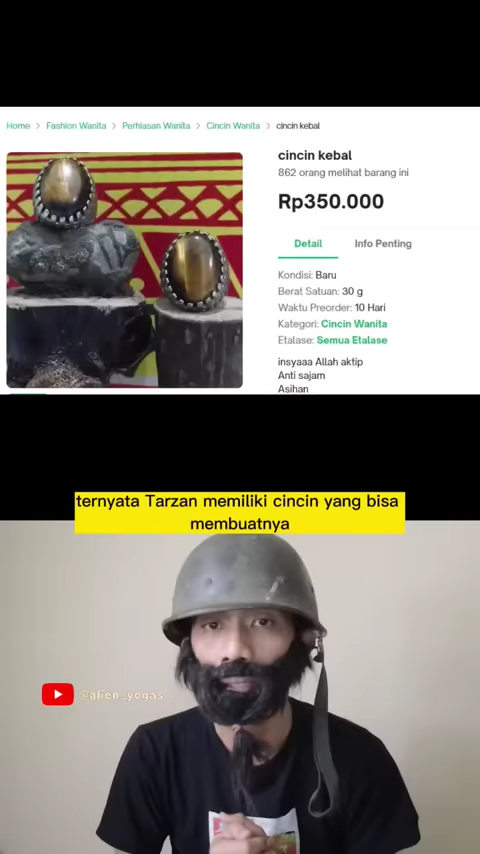 Home > Fashion Wanita > Perhiasan Wanita > Cincin Wanita > cincin kebal
cincin kebal
862 orang melihat barang ini
Rp350.000
Detail Info Penting
Kondisi: Baru
Berat Satuan: 30 g
Waktu Preorder: 10 Hari
Kategori: Cincin Wanita
Etalase: Semua Etalase
insyaaa Allah aktip
Anti sajam
Asihan
ternyata Tarzan memiliki cincin yang bisa
membuatnya
@alien_yogas